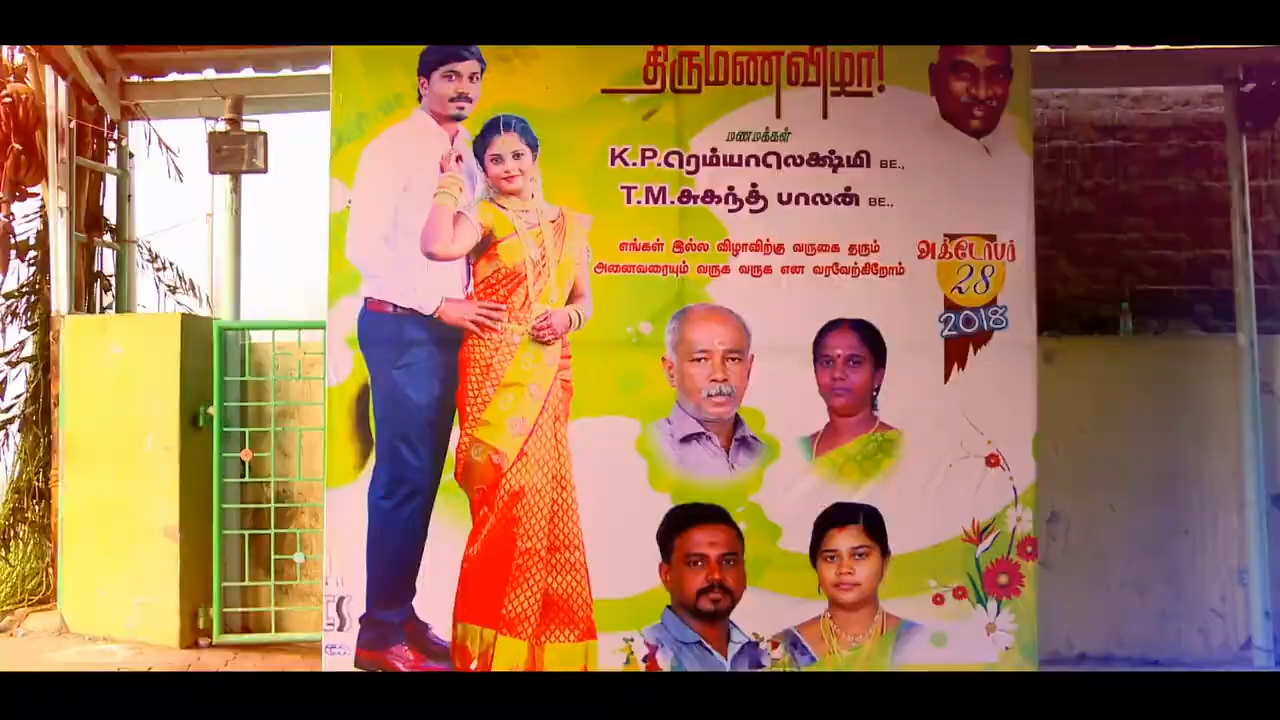 திருமணவிழா!
மணமக்கள்
K.P.ரெம்யாலெக்ஷ்மி BE.,
T.M.சுகந்த் பாலன் BE.,
எங்கள் இல்ல விழாவிற்கு வருகை தரும்
அனைவரையும் வருக வருக என வரவேற்கிறோம்
அக்டோபர்
28
2018